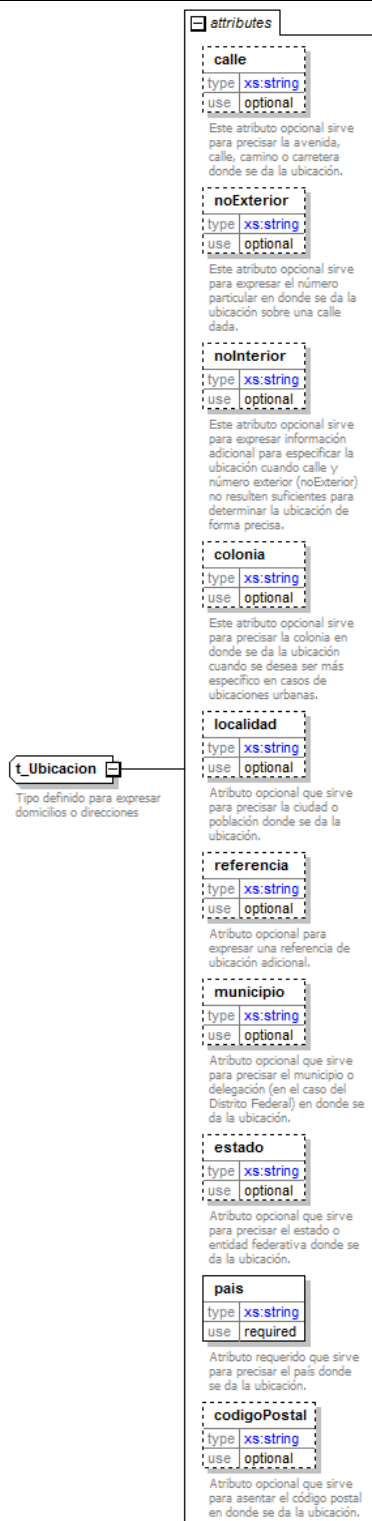 attributes
calle
type xs:string
use optional
Este atributo opcional sirve
para precisar la avenida,
calle, camino o carretera
donde se da la ubicación.
noExterior
type xs:string
use optional
Este atributo opcional sirve
para expresar el número
particular en donde se da la
ubicación sobre una calle
dada.
noInterior
type xs:string
use optional
Este atributo opcional sirve
para expresar información
adicional para especificar la
ubicación cuando calle y
número exterior (noExterior)
no resulten suficientes para
determinar la ubicación de
forma precisa.
colonia
type xs:string
use optional
Este atributo opcional sirve
para precisar la colonia en
donde se da la ubicación
cuando se desea ser más
específico en casos de
ubicaciones urbanas.
localidad
type xs:string
use optional
Atributo opcional que sirve
para precisar la ciudad o
población donde se da la
ubicación.
t_Ubicacion
Tipo definido para expresar
domicilios o direcciones
referencia
type xs:string
use optional
Atributo opcional para
expresar una referencia de
ubicación adicional.
municipio
type xs:string
use optional
Atributo opcional que sirve
para precisar el municipio o
delegación (en el caso del
Distrito Federal) en donde se
da la ubicación.
estado
type xs:string
use optional
Atributo opcional que sirve
para precisar el estado o
entidad federativa donde se
da la ubicación.
pais
type xs:string
use required
Atributo requerido que sirve
para precisar el país donde
se da la ubicación.
codigoPostal
type xs:string
use optional
Atributo opcional que sirve
para asentar el código postal
en donde se da la ubicación.